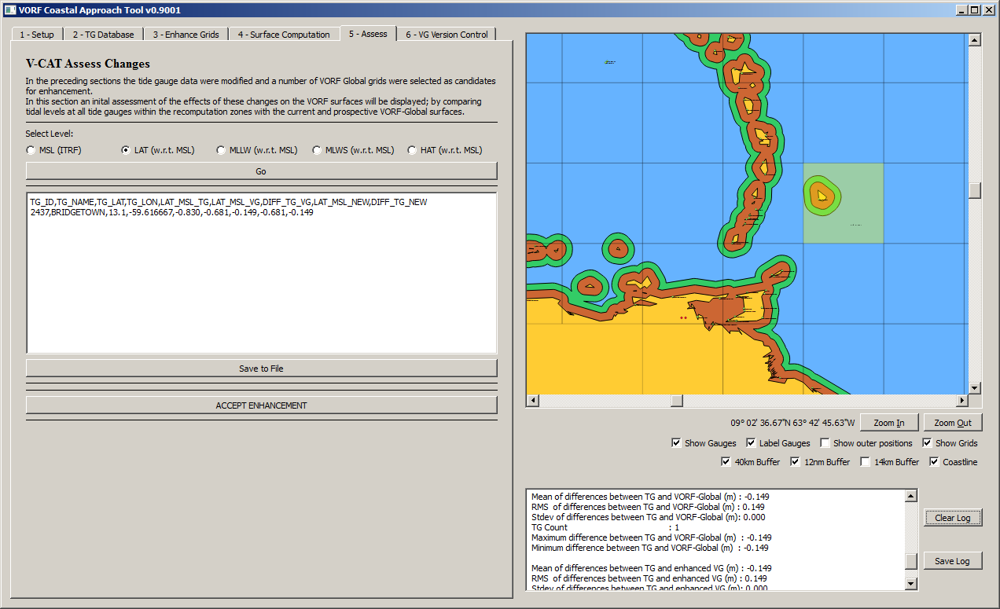 VORF Coastal Approach Tool v0.9001
1 - Setup
2 - TG Database
3 - Enhance Grids
4 - Surface Computation
5 - Assess
6 - VG Version Control
V-CAT Assess Changes
In the preceding sections the tide gauge data were modified and a number of VORF Global grids were selected as candidates
for enhancement.
In this section an inital assessment of the effects of these changes on the VORF surfaces will be displayed; by comparing
tidal levels at all tide gauges within the recomputation zones with the current and prospective VORF-Global surfaces.
Select Level:
MSL (ITRF)
LAT (w.r.t. MSL)
MLLW (w.r.t. MSL)
MLWS (w.r.t. MSL)
HAT (w.r.t. MSL)
Go
TG_ID,TG_NAME,TG_LAT,TG_LON,LAT_MSL_TG,LAT_MSL_VG,DIFF_TG_VG,LAT_MSL_NEW,DIFF_TG_NEW
2437,BRIDGETOWN,13.1,-59.616667,-0.830,-0.681,-0.149,-0.681,-0.149
Save to File
ACCEPT ENHANCEMENT
09° 02' 36.67"N 63° 42' 45.63"W
Zoom In
Zoom Out
Show Gauges
Label Gauges
Show outer positions
Show Grids
40km Buffer
12nm Buffer
14km Buffer
Coastline
Mean of differences between TG and VORF-Global (m) : -0.149
RMS of differences between TG and VORF-Global (m) : 0.149
Stdev of differences between TG and VORF-Global (m): 0.000
TG Count : 1
Maximum difference between TG and VORF-Global (m) : -0.149
Minimum difference between TG and VORF-Global (m) : -0.149
Mean of differences between TG and enhanced VG (m) : -0.149
RMS of differences between TG and enhanced VG (m) : 0.149
Stdev of differences between TG and enhanced VG (m): 0.000
Clear Log
Save Log